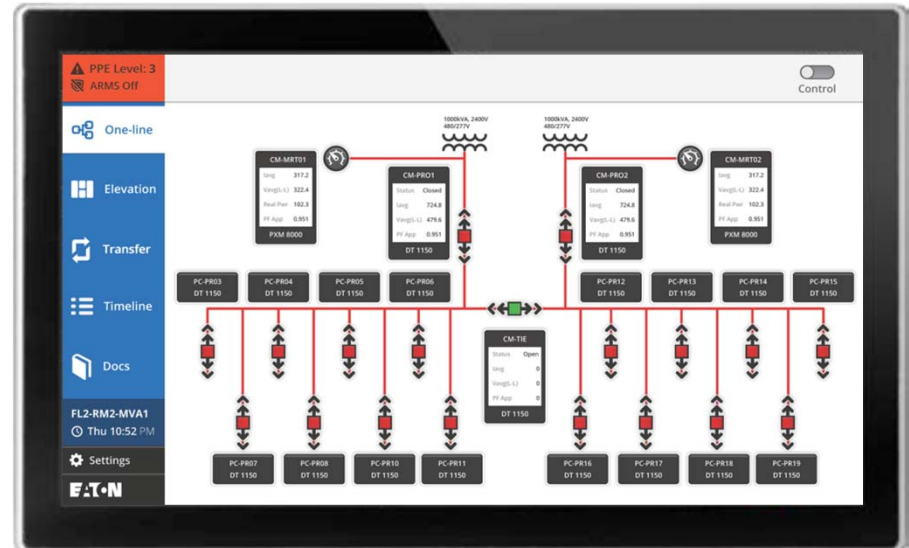 PPE Level: 3
ARMS Off
Control
One-line
Elevation
Transfer
Timeline
Docs
FL2-RM2-MVA1
Thu 10:52 PM
Settings
EATON
1000kVA, 2400V
480/277V
1000kVA, 2400V
480/277V
CM-MRT01
Iavg 317.2
Vavg(L-L) 322.4
Real Pwr 102.3
PF App 0.951
PXM 8000
CM-PRO1
Status Closed
Iavg 724.8
Vavg(L-L) 479.6
PF App 0.951
DT 1150
CM-PRO2
Status Closed
Iavg 724.8
Vavg(L-L) 479.6
PF App 0.951
DT 1150
CM-MRT02
Iavg 317.2
Vavg(L-L) 322.4
Real Pwr 102.3
PF App 0.951
PXM 8000
PC-PR03
DT 1150
PC-PR04
DT 1150
PC-PR05
DT 1150
PC-PR06
DT 1150
PC-PR12
DT 1150
PC-PR13
DT 1150
PC-PR14
DT 1150
PC-PR15
DT 1150
CM-TIE
Status Open
Iavg 0
Vavg(L-L) 0
PF App 0
DT 1150
PC-PR07
DT 1150
PC-PR08
DT 1150
PC-PR10
DT 1150
PC-PR11
DT 1150
PC-PR16
DT 1150
PC-PR17
DT 1150
PC-PR18
DT 1150
PC-PR19
DT 1150